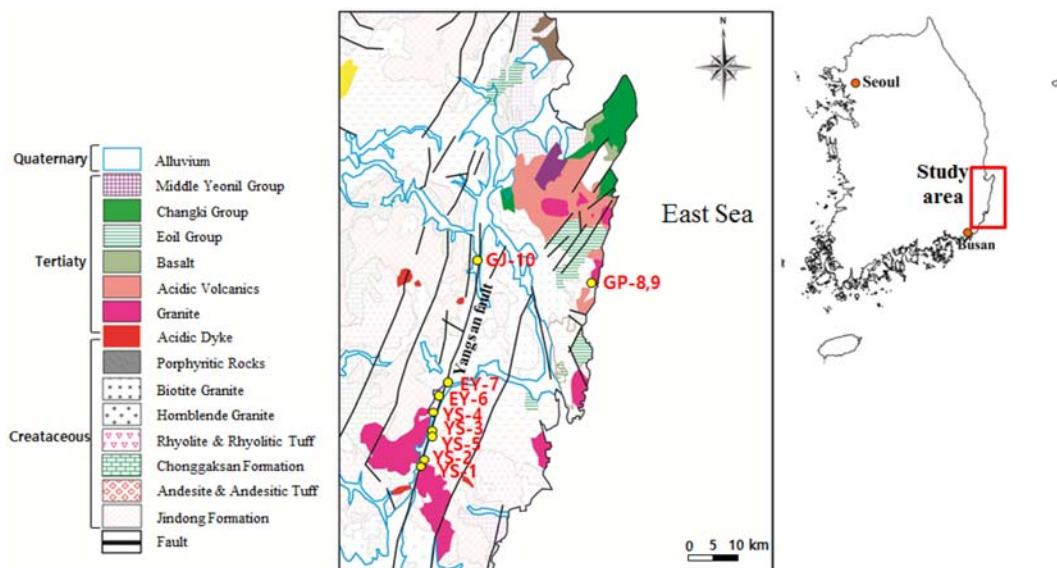 Quaternary
Alluvium
Middle Yeonil Group
Changki Group
Eoil Group
Tertiaty
Basalt
Acidic Volcanics
Granite
Acidic Dyke
Porphyritic Rocks
Biotite Granite
Hornblende Granite
Creataceous
Rhyolite & Rhyolitic Tuff
Chonggaksan Formation
Andesite & Andesitic Tuff
Jindong Formation
Fault
N
East Sea
GJ-10
GP-8,9
Yangsan fault
EY-7
EY-6
YS-4
YS-3
YS-5
YS-2
YS-1
0 5 10 km
Seoul
Study
area
Busan